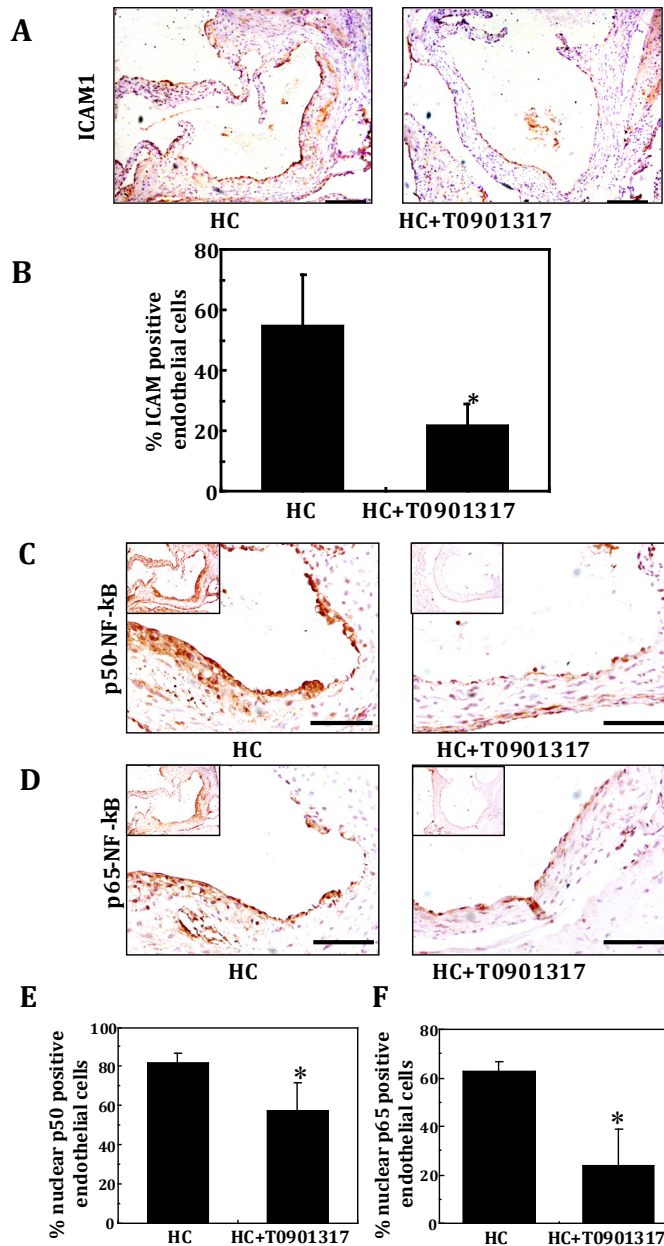 A
ICAM1
HC
HC+T0901317
B
% ICAM positive
endothelial cells
80
60
40
20
0
*
HC
HC+T0901317
C
p50-NF-kB
HC
HC+T0901317
D
p65-NF-kB
HC
HC+T0901317
E
% nuclear p50 positive
endothelial cells
100
80
60
40
20
0
*
HC
HC+T0901317
F
% nuclear p65 positive
endothelial cells
80
60
40
20
0
*
HC
HC+T0901317